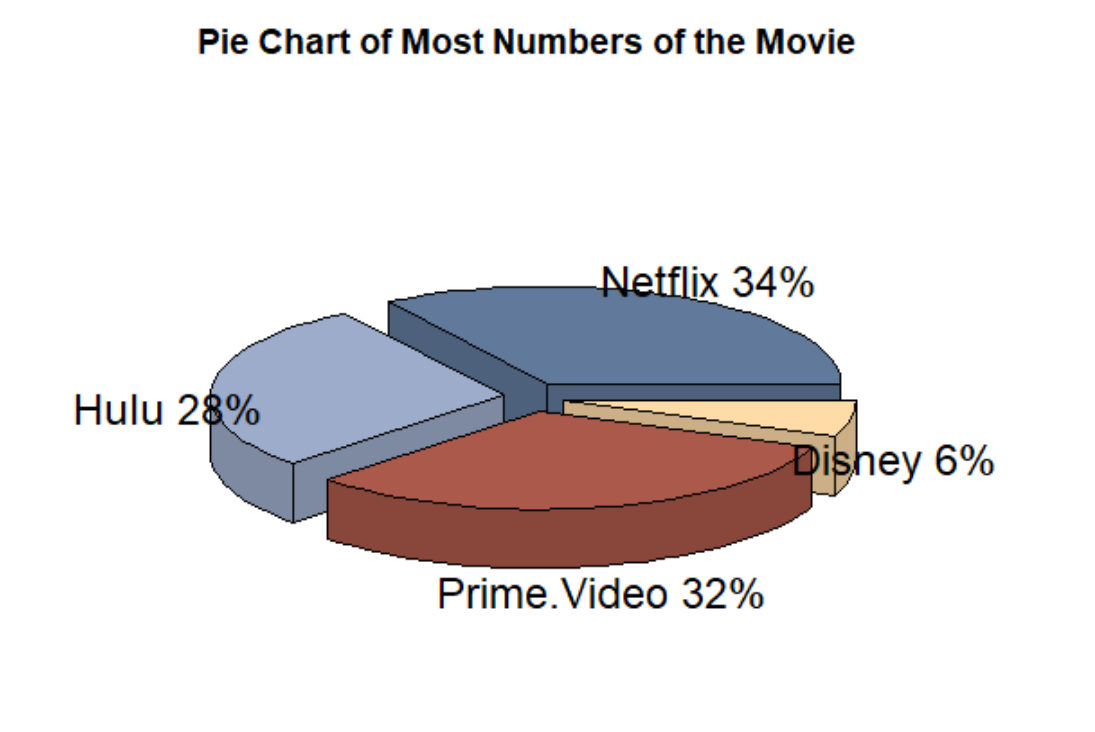 Pie Chart of Most Numbers of the Movie
Netflix 34%
Hulu 28%
Disney 6%
Prime.Video 32%